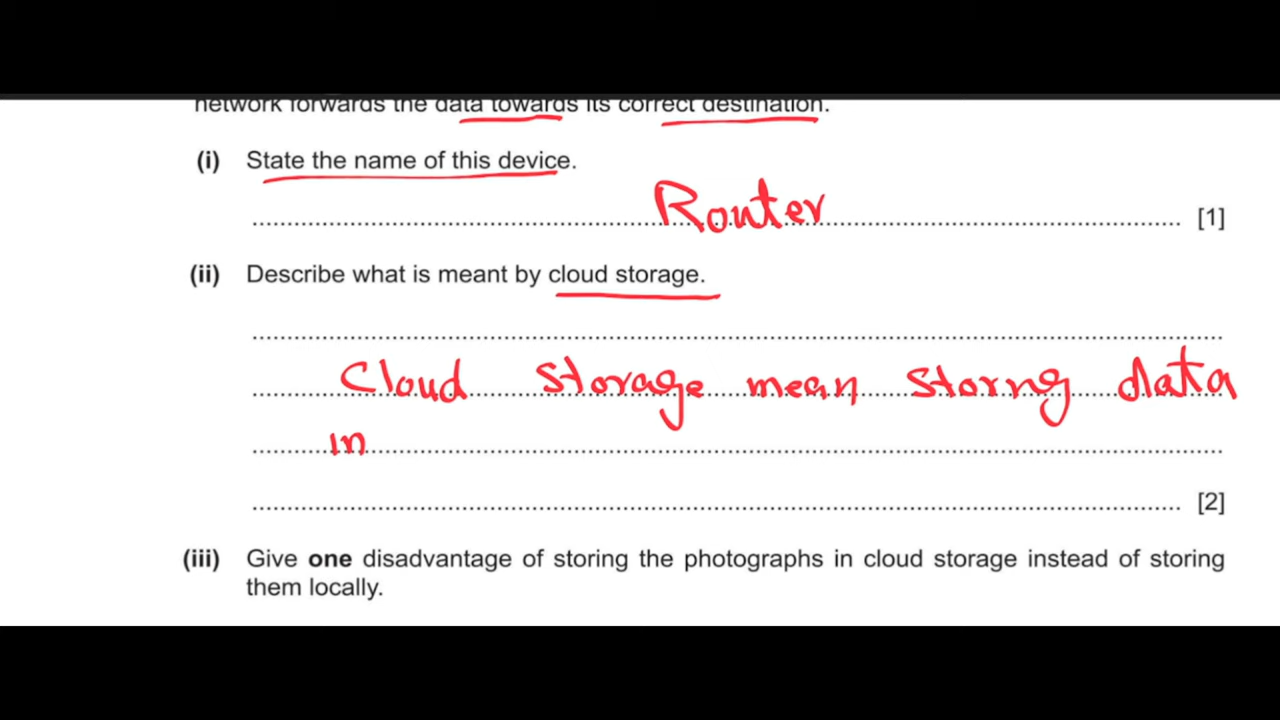 network forwards the data towards its correct destination.
(i) State the name of this device.
Router [1]
(ii) Describe what is meant by cloud storage.
Cloud storage mean storng data
in
[2]
(iii) Give one disadvantage of storing the photographs in cloud storage instead of storing
them locally.